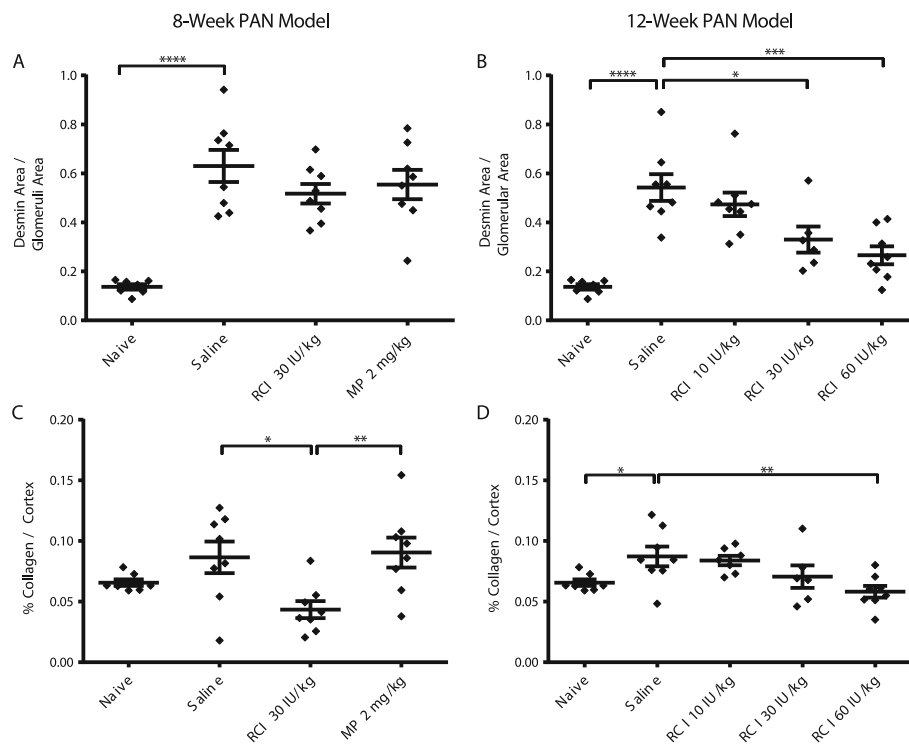 8-Week PAN Model
12-Week PAN Model
A
****
1.0
0.8
0.6
0.4
0.2
0.0
Desmin Area /
Glomeruli Area
Naive
Saline
RCI 30 IU/kg
MP 2 mg/kg
B
***
****
*
1.0
0.8
0.6
0.4
0.2
0.0
Desmin Area /
Glomerular Area
Naive
Saline
RCI 10 IU/kg
RCI 30 IU/kg
RCI 60 IU/kg
C
*
**
0.20
0.15
0.10
0.05
0.00
% Collagen / Cortex
Naive
Saline
RCI 30 IU/kg
MP 2 mg/kg
D
*
**
0.20
0.15
0.10
0.05
0.00
% Collagen / Cortex
Naive
Saline
RCI 10 IU/kg
RCI 30 IU/kg
RCI 60 IU/kg